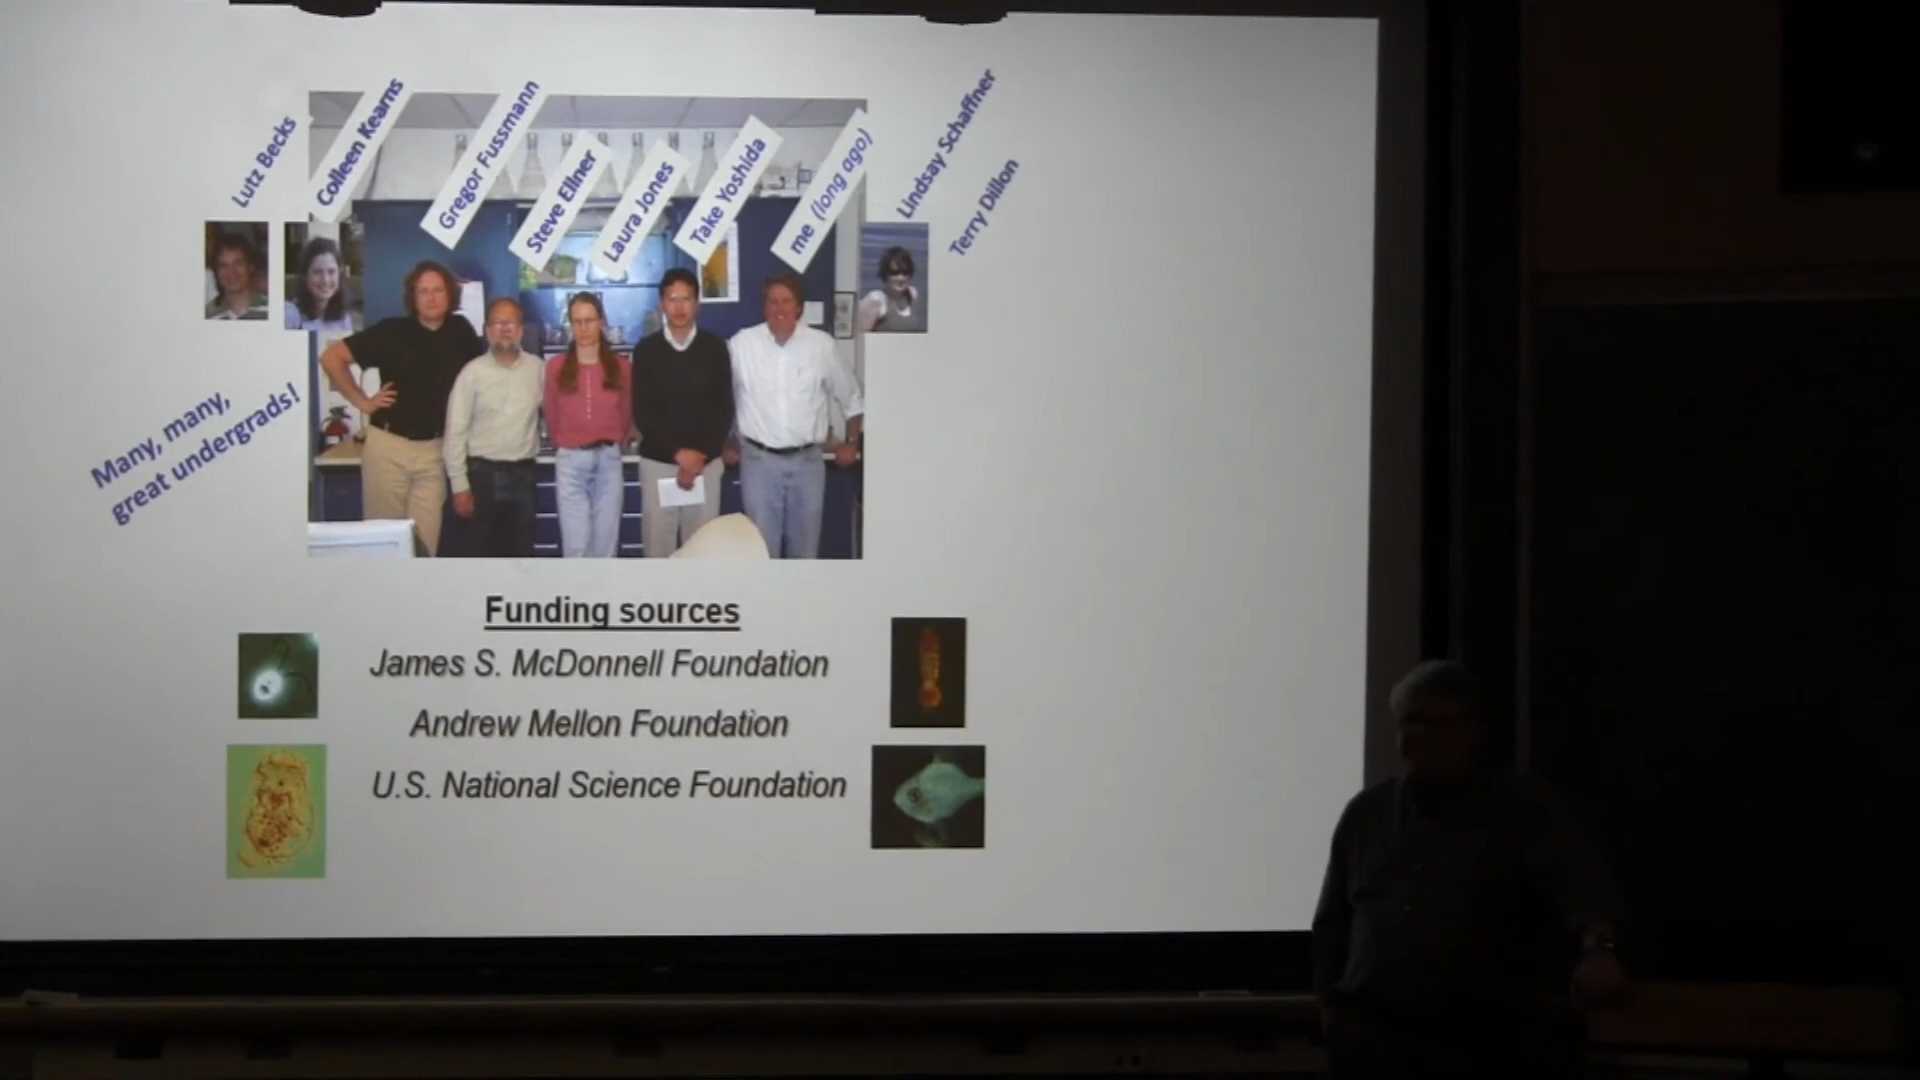 Lutz Becks
Colleen Kearns
Gregor Fussmann
Steve Ellner
Laura Jones
Take Yoshida
me (long ago)
Lindsay Schaffner
Terry Dillon
Many, many,
great undergrads!
Funding sources
James S. McDonnell Foundation
Andrew Mellon Foundation
U.S. National Science Foundation